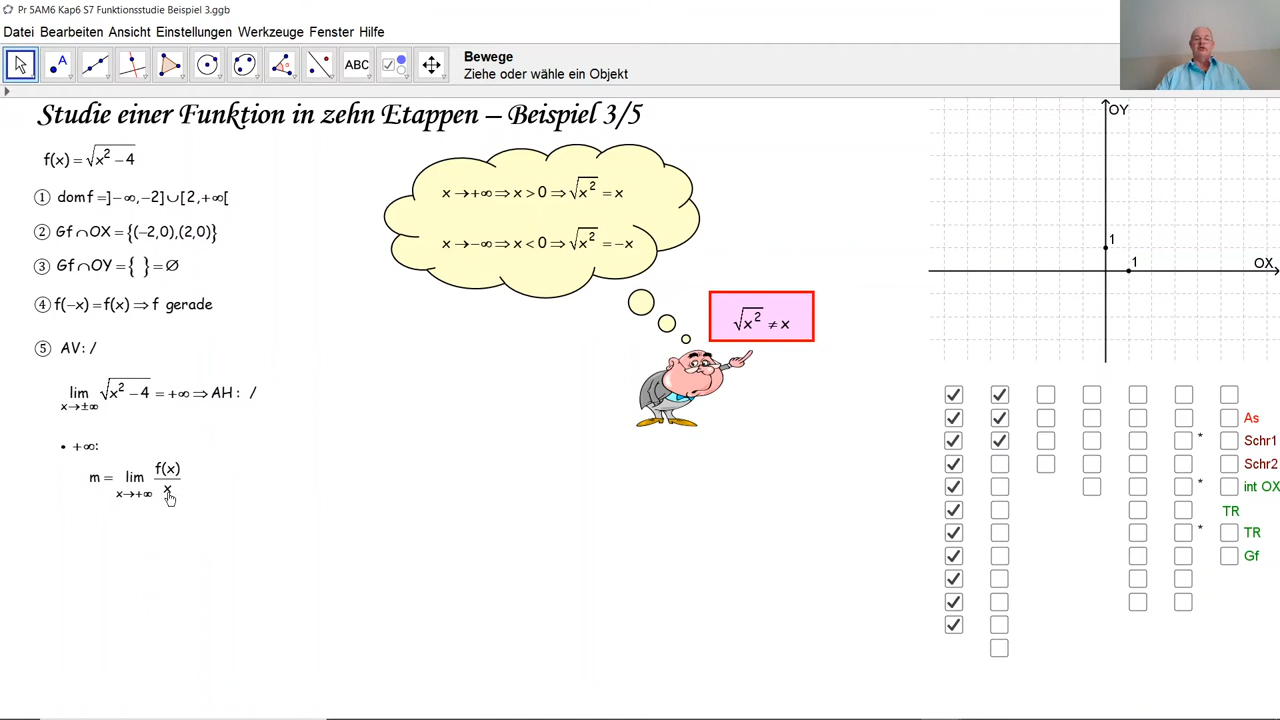 Pr 5AM6 Kap6 S7 Funktionsstudie Beispiel 3.ggb
Datei Bearbeiten Ansicht Einstellungen Werkzeuge Fenster Hilfe
A
ABC
Bewege
Ziehe oder wähle ein Objekt
Studie einer Funktion in zehn Etappen – Beispiel 3/5
f(x) = √(x² − 4)
① domf = ]−∞,−2] ∪ [2,+∞[
② Gf ∩ OX = {(−2,0),(2,0)}
③ Gf ∩ OY = { } = ∅
④ f(−x) = f(x) ⇒ f gerade
⑤ AV: /
lim x→±∞ √(x² − 4) = +∞ ⇒ AH: /
• +∞:
m = lim x→+∞ f(x)/x
x → +∞ ⇒ x > 0 ⇒ √x² = x
x → −∞ ⇒ x < 0 ⇒ √x² = −x
√x² ≠ x
OY
1
1
OX
As
* Schr1
Schr2
* int OX
TR
* TR
Gf